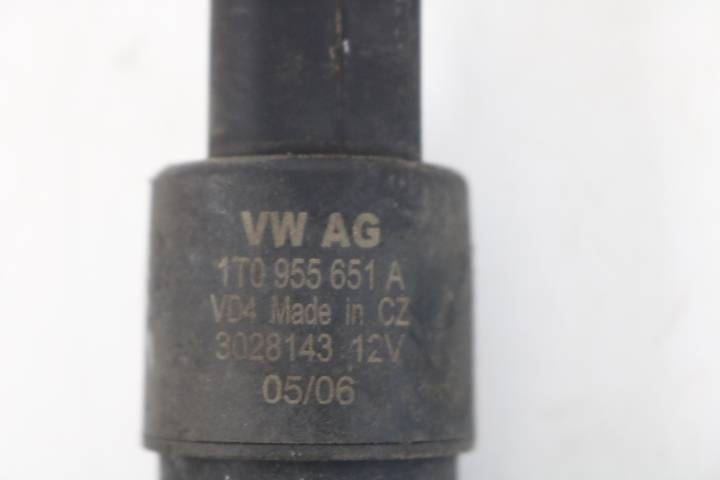 VW AG
1T0 955 651 A
VD4 Made in CZ
3028143 12V
05/06